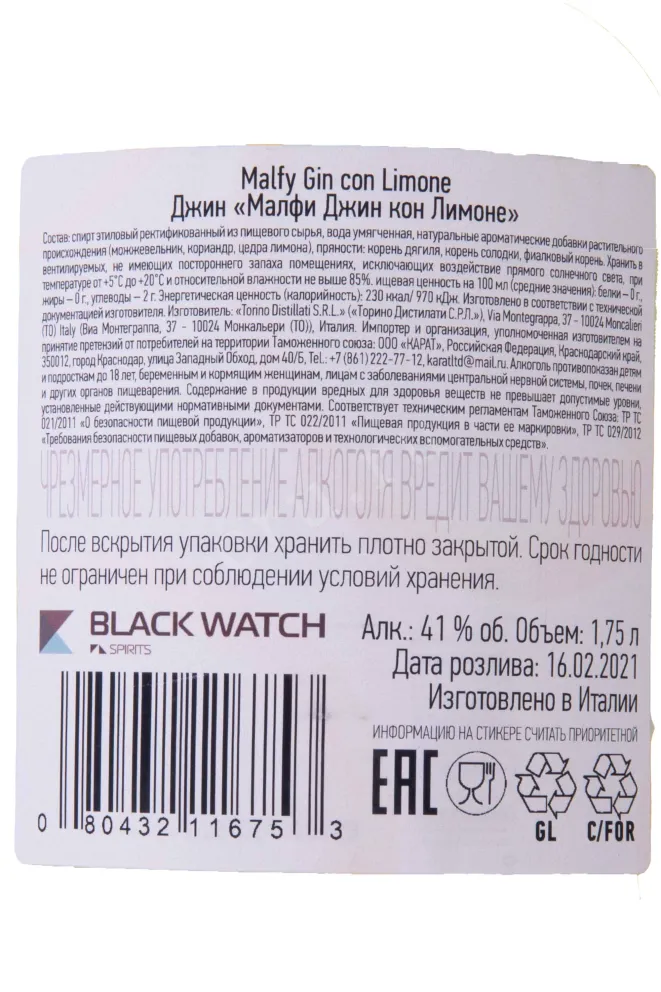 Malfy Gin con Limone
Джин «Малфи Джин кон Лимоне»
Состав: спирт этиловый ректификованный из пищевого сырья, вода умягченная, натуральные ароматические добавки растительного
происхождения (можжевельник, кориандр, цедра лимона), пряности: корень дягиля, корень солодки, фиалковый корень. Хранить в
вентилируемых, не имеющих постороннего запаха помещениях, исключающих воздействие прямого солнечного света, при
температуре от +5°С до +20°С и относительной влажности не выше 85%. ищевая ценность на 100 мл (средние значения): белки – 0 г.,
жиры – 0 г., углеводы – 2 г. Энергетическая ценность (калорийность): 230 ккал/ 970 кДж. Изготовлено в соответствии с технической
документацией изготовителя. Изготовитель: «Torino Distillati S.R.L.» («Торино Дистилати С.Р.Л.»), Via Montegrappa, 37 - 10024 Moncalieri
(TO) Italy (Виа Монтеграппа, 37 - 10024 Монкальери (ТО)), Италия. Импортер и организация, уполномоченная изготовителем на
принятие претензий от потребителей на территории Таможенного союза: ООО «КАРАТ», Российская Федерация, Краснодарский край,
350012, город Краснодар, улица Западный Обход, дом 40/Б, Tel.: +7 (861) 222-77-12, karatltd@mail.ru. Алкоголь противопоказан детям
и подросткам до 18 лет, беременным и кормящим женщинам, лицам с заболеваниями центральной нервной системы, почек, печени
и других органов пищеварения. Содержание в продукции вредных для здоровья веществ не превышает допустимые уровни,
установленные действующими нормативными документами. Соответствует техническим регламентам Таможенного Союза: ТР ТС
021/2011 «О безопасности пищевой продукции», ТР ТС 022/2011 «Пищевая продукция в части ее маркировки», ТР ТС 029/2012
«Требования безопасности пищевых добавок, ароматизаторов и технологических вспомогательных средств».
ЧРЕЗМЕРНОЕ УПОТРЕБЛЕНИЕ АЛКОГОЛЯ ВРЕДИТ ВАШЕМУ ЗДОРОВЬЮ
После вскрытия упаковки хранить плотно закрытой. Срок годности
не ограничен при соблюдении условий хранения.
BLACK WATCH
SPIRITS
Алк.: 41 % об. Объем: 1,75 л
Дата розлива: 16.02.2021
Изготовлено в Италии
ИНФОРМАЦИЮ НА СТИКЕРЕ СЧИТАТЬ ПРИОРИТЕТНОЙ
EAC
GL C/FOR
0 80432 11675 3